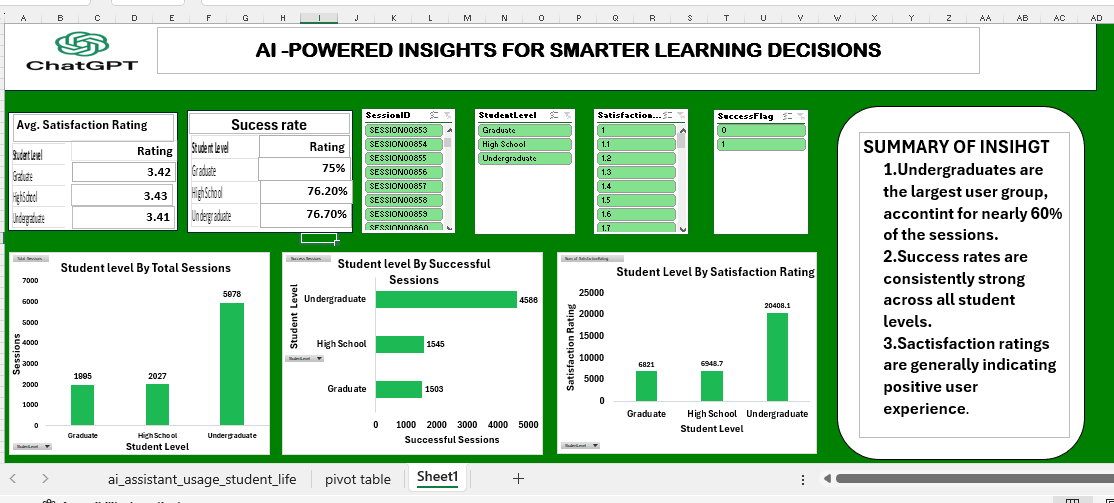 A B C D E F G H I J K L M N O P Q R S T U V W X Y Z AA AB AC AD
ChatGPT
AI -POWERED INSIGHTS FOR SMARTER LEARNING DECISIONS
Avg. Satisfaction Rating
Student Level Rating
Graduate 3.42
High School 3.43
Undergraduate 3.41
Sucess rate
Student Level Rating
Graduate 75%
High School 76.20%
Undergraduate 76.70%
SessionID
SESSION00853
SESSION00854
SESSION00855
SESSION00856
SESSION00857
SESSION00858
SESSION00859
SESSION00860
StudentLevel
Graduate
High School
Undergraduate
Satisfaction...
1
1.1
1.2
1.3
1.4
1.5
1.6
1.7
SuccessFlag
0
1
SUMMARY OF INSIHGT
1.Undergraduates are
the largest user group,
accontint for nearly 60%
of the sessions.
2.Success rates are
consistently strong
across all student
levels.
3.Sactisfaction ratings
are generally indicating
positive user
experience.
Total Sessions
Student level By Total Sessions
Sessions
7000
6000
5000
4000
3000
2000
1000
0
1995
2027
5978
Graduate High School Undergraduate
Student Level
StudentLevel
Success Sessions
Student level By Successful
Sessions
Student Level
Undergraduate 4586
High School 1545
Graduate 1503
StudentLevel
0 1000 2000 3000 4000 5000
Successful Sessions
Sum of SatisfactionRating
Student Level By Satisfaction Rating
Satisfaction Rating
25000
20000
15000
10000
5000
0
6821
6948.7
20408.1
Graduate High School Undergraduate
Student Level
StudentLevel
ai_assistant_usage_student_life pivot table Sheet1